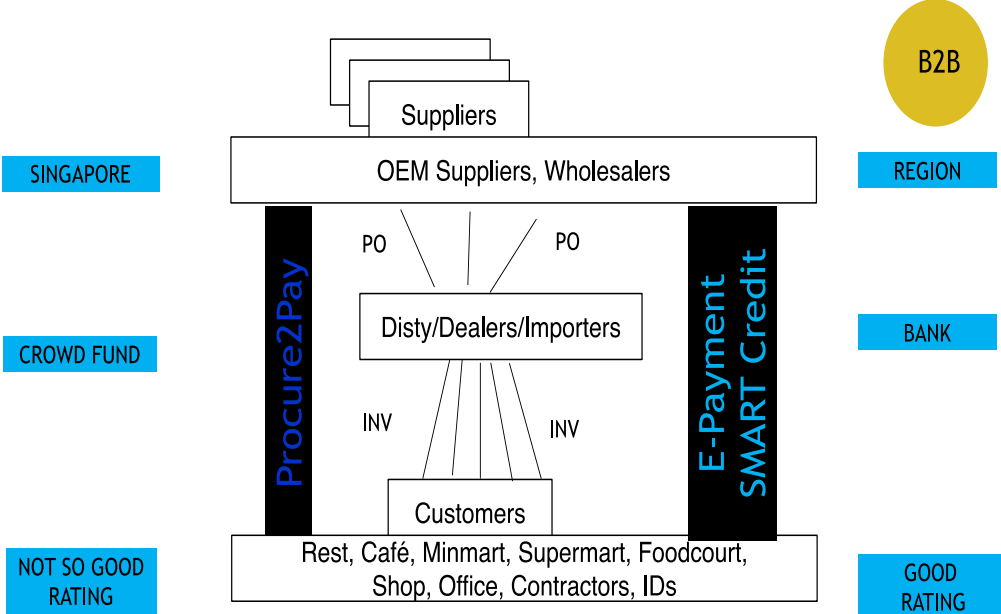 B2B
Suppliers
SINGAPORE
OEM Suppliers, Wholesalers
REGION
PO
PO
Procure2Pay
E-Payment
SMART Credit
Disty/Dealers/Importers
CROWD FUND
BANK
INV
INV
Customers
Rest, Café, Minmart, Supermart, Foodcourt,
Shop, Office, Contractors, IDs
NOT SO GOOD
RATING
GOOD
RATING